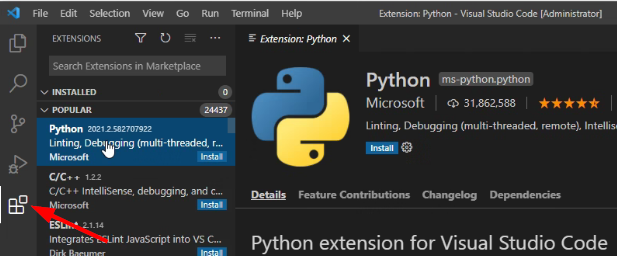 File Edit Selection View Go Run Terminal Help Extension: Python - Visual Studio Code [Administrator]
EXTENSIONS
Extension: Python
Search Extensions in Marketplace
INSTALLED 0
POPULAR 24437
Python 2021.2.582707922
Linting, Debugging (multi-threaded, r...
Microsoft Install
C/C++ 1.2.2
C/C++ IntelliSense, debugging, and c...
Microsoft Install
ESLint 2.1.14
Integrates ESLint JavaScript into VS C...
Dirk Baeumer Install
Python ms-python.python
Microsoft 31,862,588
Linting, Debugging (multi-threaded, remote), Intellise
Install
Details Feature Contributions Changelog Dependencies
Python extension for Visual Studio Code